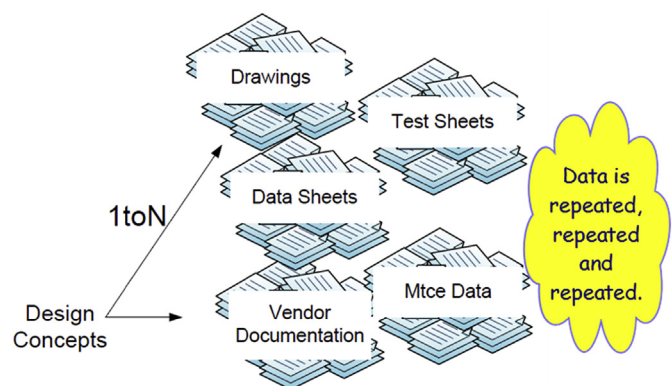 Drawings
Test Sheets
Data Sheets
1toN
Mtce Data
Vendor
Documentation
Design
Concepts
Data is
repeated,
repeated
and
repeated.